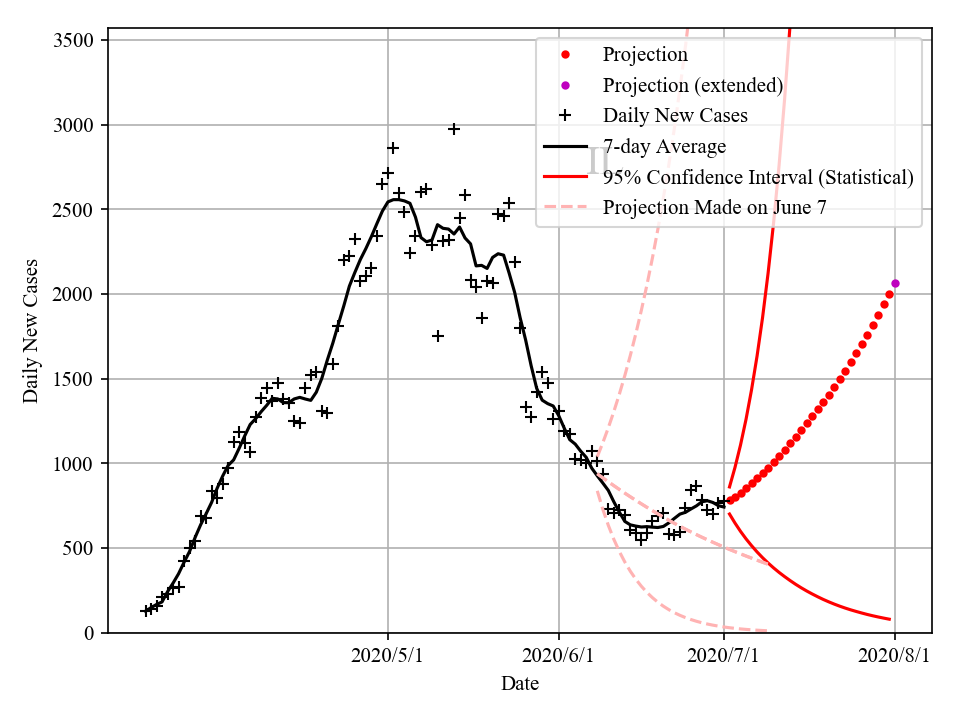 3500
3000
2500
2000
1500
1000
500
0
Daily New Cases
Projection
Projection (extended)
Daily New Cases
7-day Average
95% Confidence Interval (Statistical)
Projection Made on June 7
2020/5/1
2020/6/1
2020/7/1
2020/8/1
Date